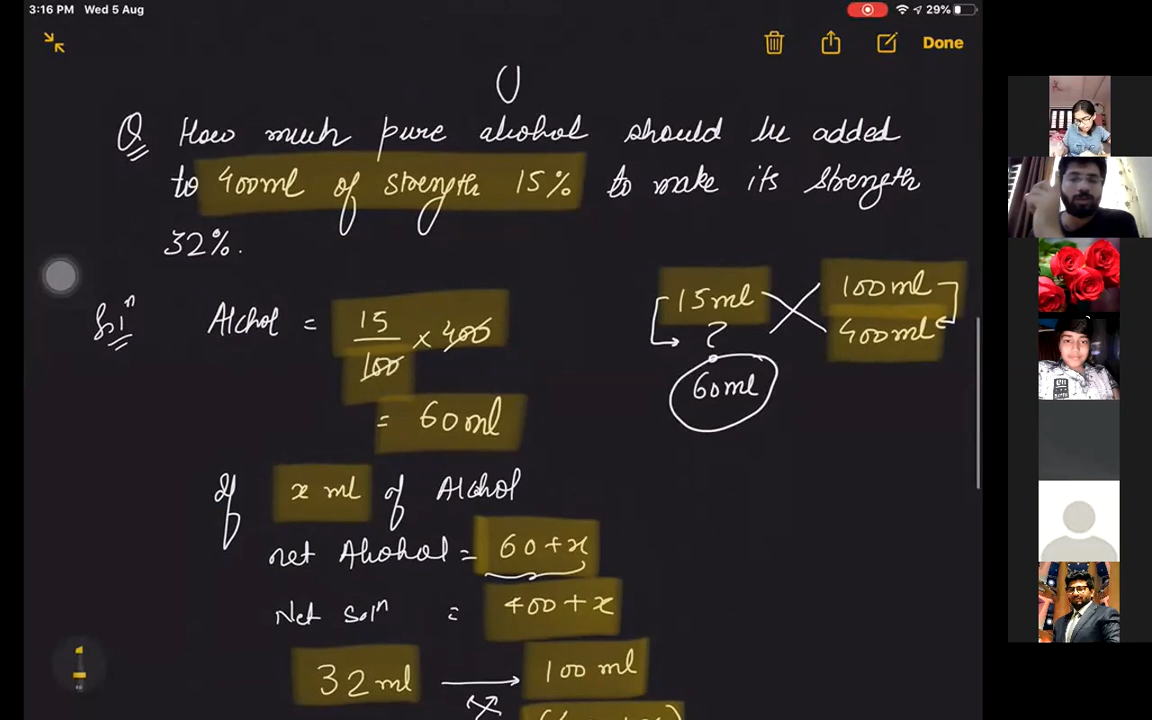 3:16 PM Wed 5 Aug
29%
Done
Q How much pure alcohol should be added
to 400ml of strength 15% to make its strength
32%.
Solⁿ Alchol = 15/100 × 400
= 60ml
15ml 100ml
? 400ml
60ml
If x ml of Alchol
net Alcohol = 60+x
Net Solⁿ = 400+x
32ml → 100ml